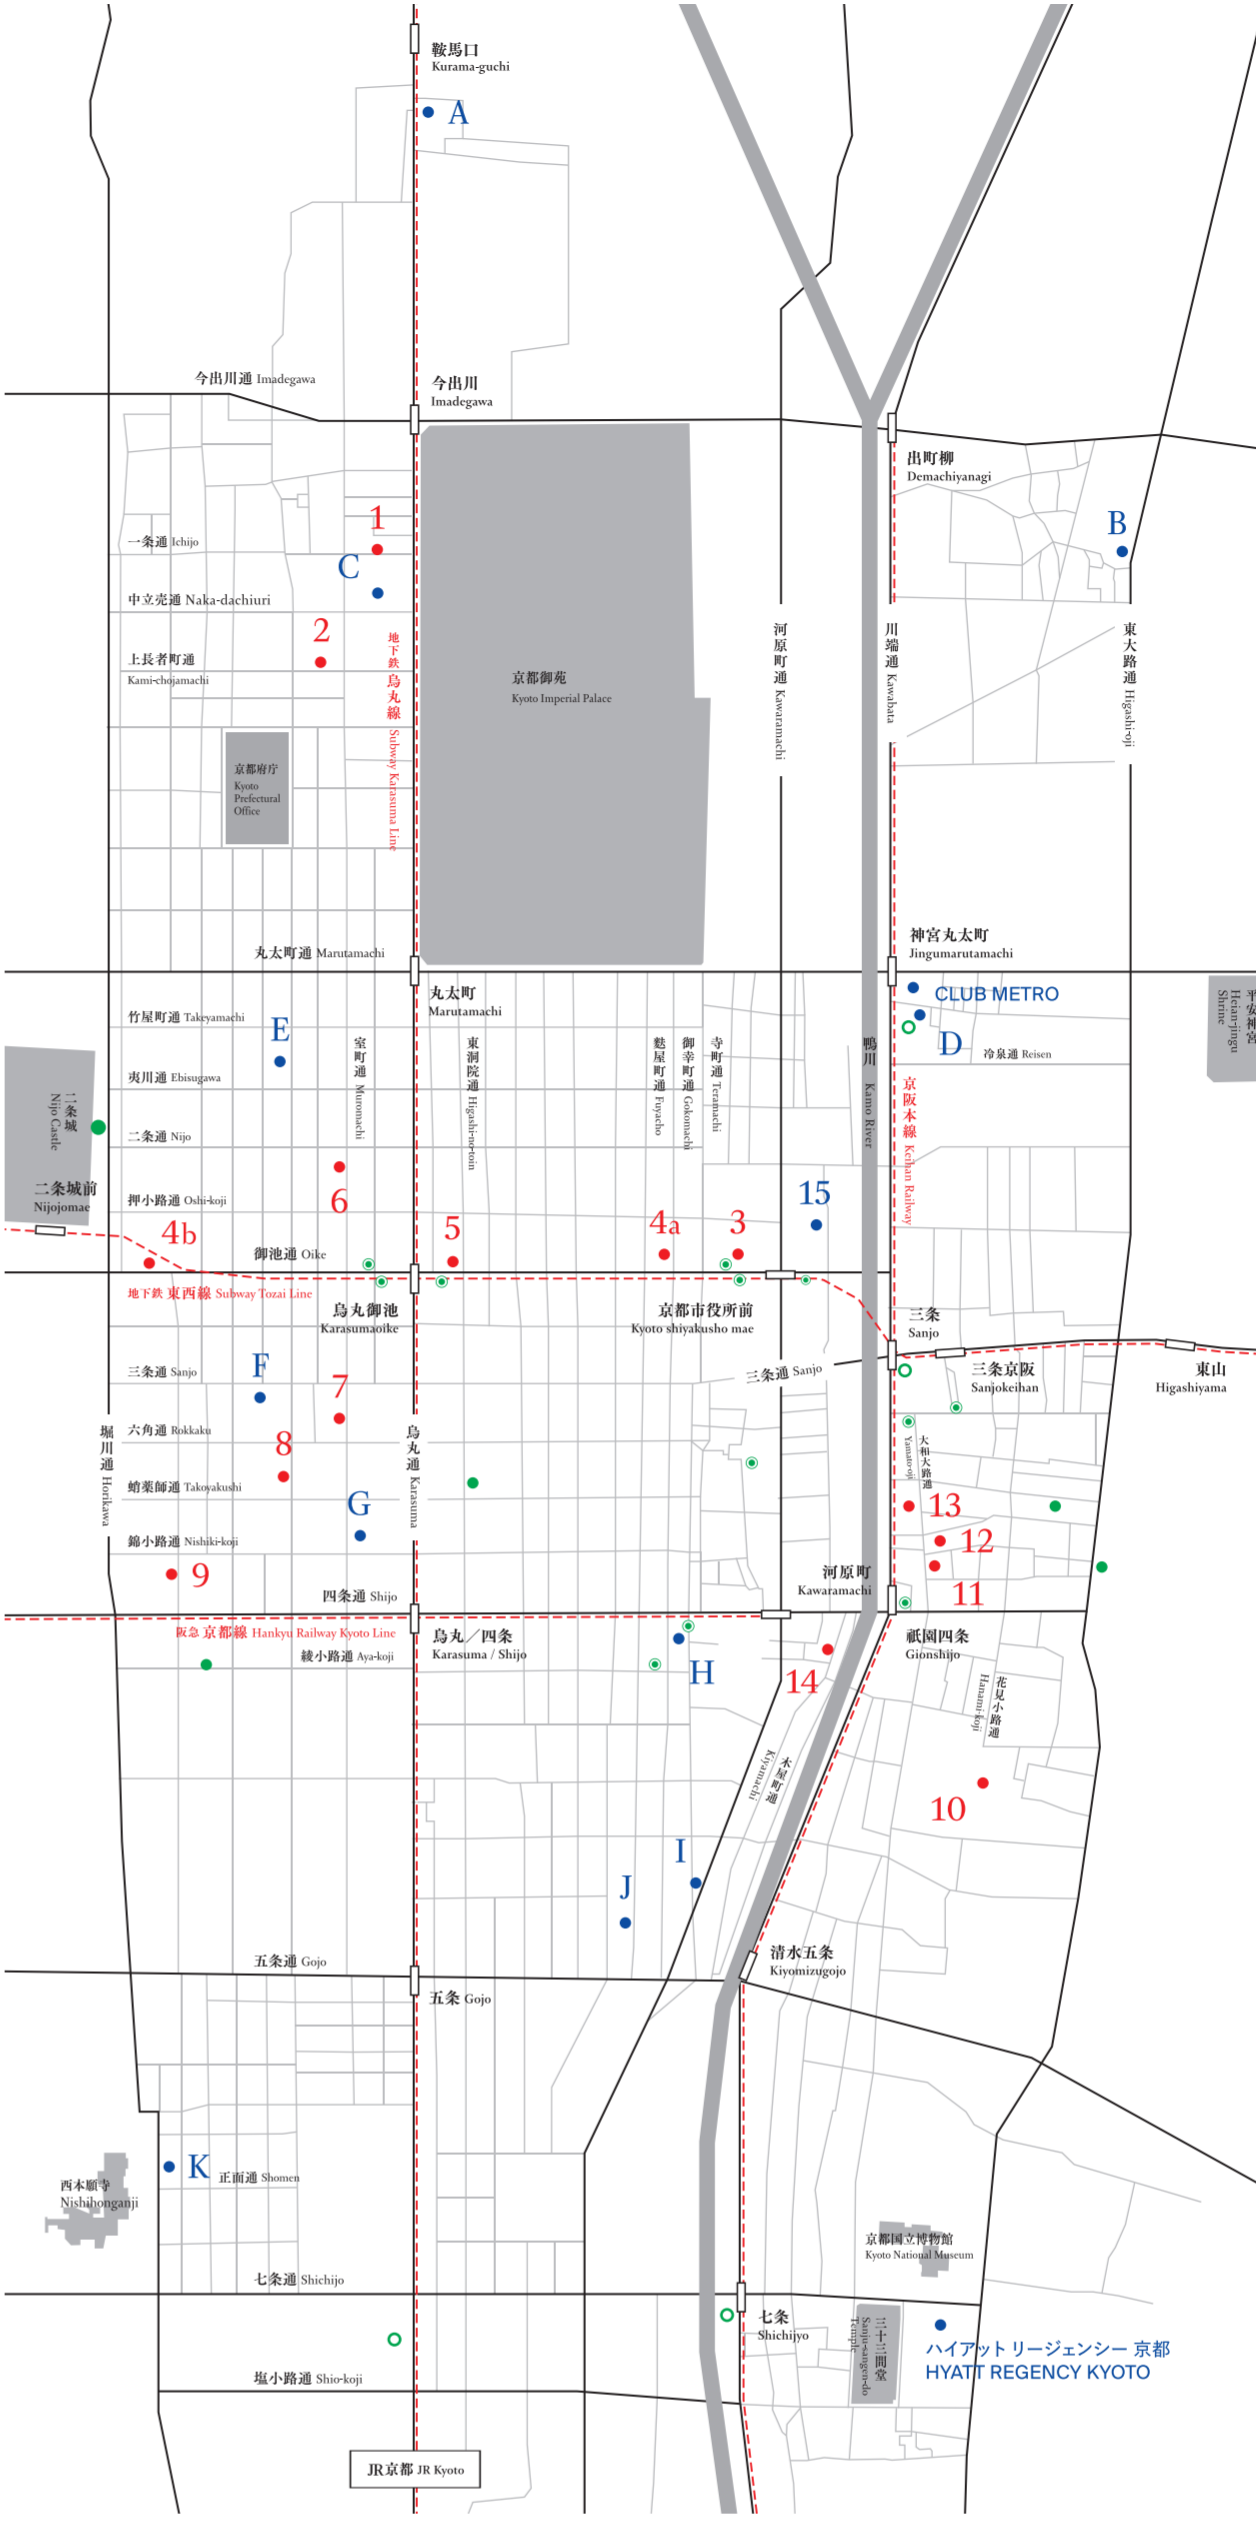 鞍馬口
Kurama-guchi
A
今出川通 Imadegawa
今出川
Imadegawa
出町柳
Demachiyanagi
1
B
一条通 Ichijo
C
中立売通 Naka-dachiuri
2
上長者町通
Kami-chojamachi
地下鉄 烏丸線 Subway Karasuma Line
京都御苑
Kyoto Imperial Palace
河原町通 Kawaramachi
川端通 Kawabata
東大路通 Higashi-oji
京都府庁
Kyoto
Prefectural
Office
丸太町通 Marutamachi
神宮丸太町
Jingumarutamachi
丸太町
Marutamachi
CLUB METRO
平安神宮
Heian-jingu
Shrine
竹屋町通 Takeyamachi
E
D
冷泉通 Reisen
室町通 Muromachi
東洞院通 Higashi-no-toin
麩屋町通 Fuyacho
御幸町通 Gokomachi
寺町通 Teramachi
鴨川 Kamo River
京阪本線 Keihan Railway
夷川通 Ebisugawa
二条城
Nijo Castle
二条通 Nijo
二条城前
Nijojomae
押小路通 Oshi-koji
6
15
4b
5
4a
3
御池通 Oike
地下鉄 東西線 Subway Tozai Line
烏丸御池
Karasumaoike
京都市役所前
Kyoto shiyakusho mae
三条
Sanjo
三条通 Sanjo
F
7
三条通 Sanjo
三条京阪
Sanjokeihan
東山
Higashiyama
堀川通 Horikawa
六角通 Rokkaku
8
烏丸通 Karasuma
大和大路通
Yamato-oji
蛸薬師通 Takoyakushi
G
13
錦小路通 Nishiki-koji
12
9
11
四条通 Shijo
河原町
Kawaramachi
阪急 京都線 Hankyu Railway Kyoto Line
烏丸／四条
Karasuma / Shijo
祇園四条
Gionshijo
綾小路通 Aya-koji
H
14
花見小路通
Hanami-koji
木屋町通
Kiyamachi
10
I
J
五条通 Gojo
清水五条
Kiyomizugojo
五条 Gojo
K
正面通 Shomen
西本願寺
Nishihonganji
京都国立博物館
Kyoto National Museum
七条通 Shichijo
七条
Shichijyo
三十三間堂
Sanju-sangen-do
Temple
ハイアット リージェンシー 京都
HYATT REGENCY KYOTO
塩小路通 Shio-koji
JR京都 JR Kyoto